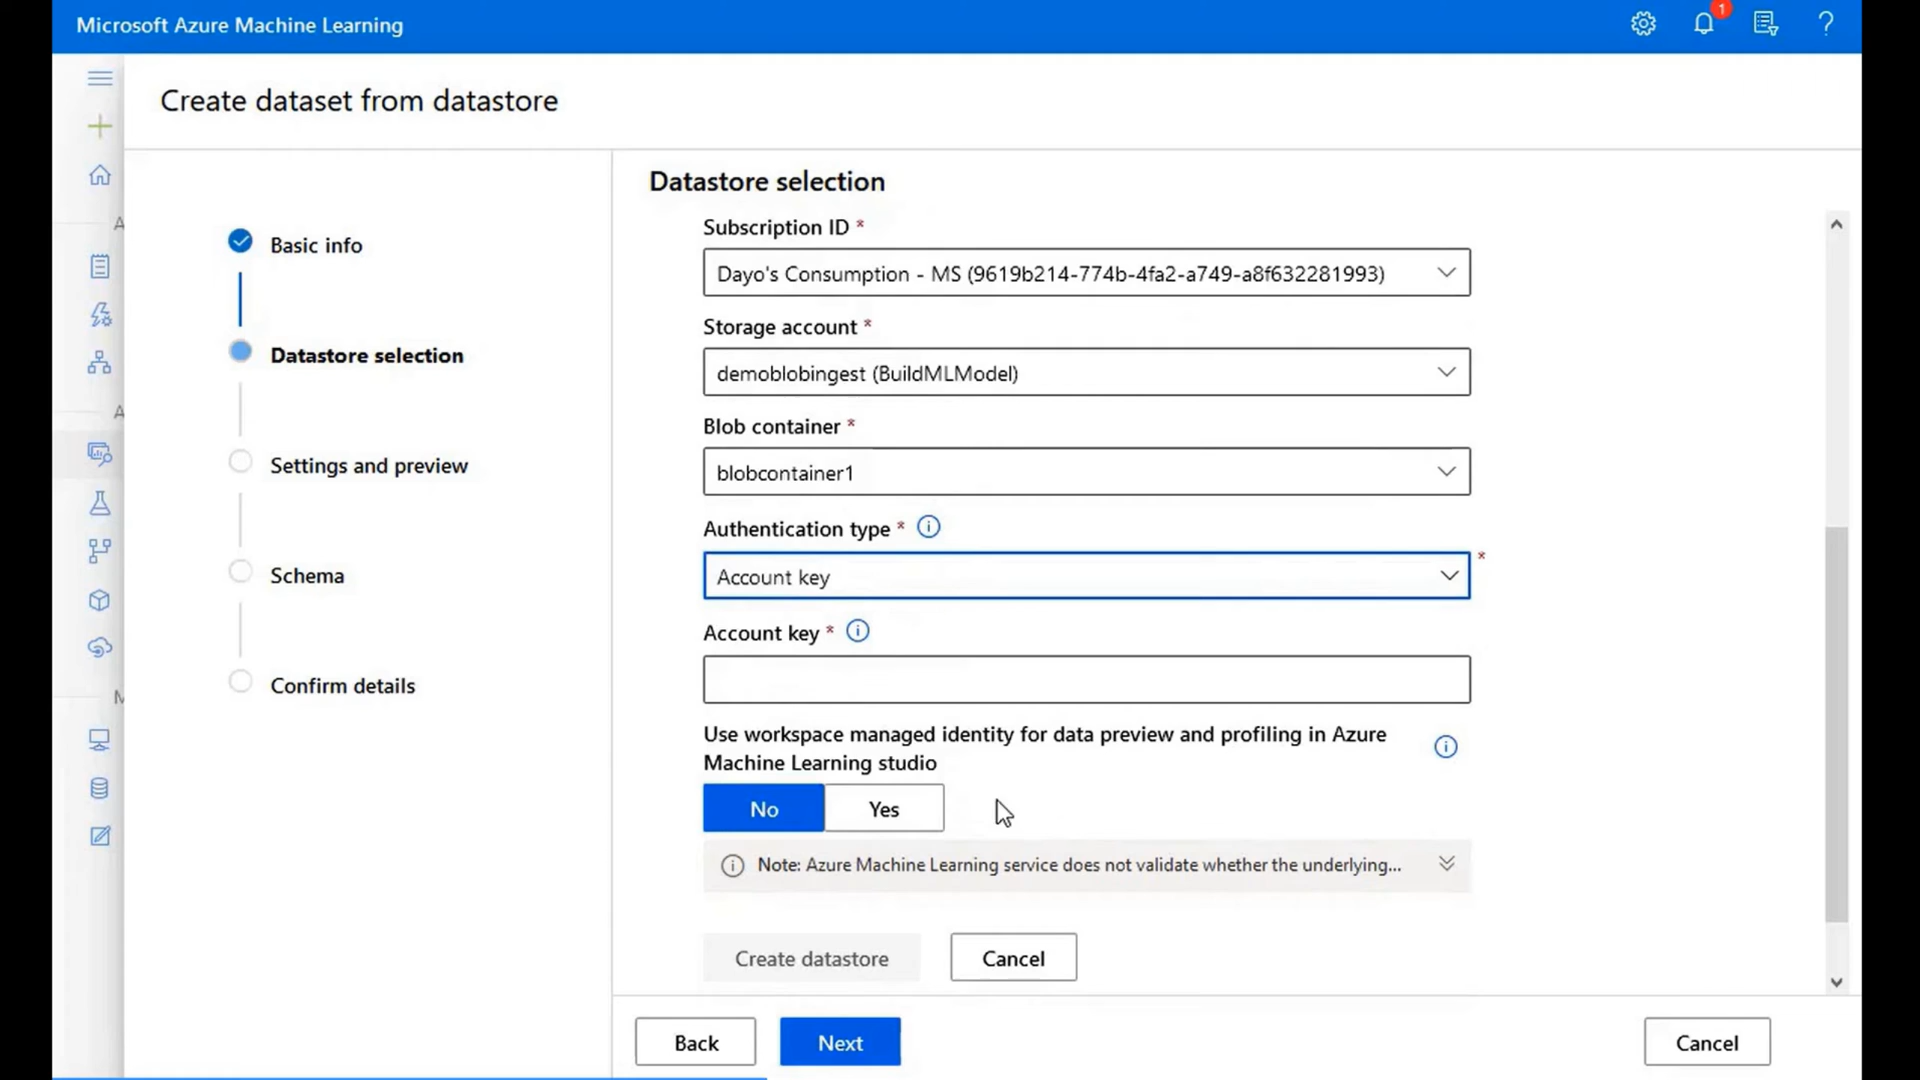 Microsoft Azure Machine Learning
1
Create dataset from datastore
Basic info
Datastore selection
Settings and preview
Schema
Confirm details
A
A
M
Datastore selection
Subscription ID *
Dayo's Consumption - MS (9619b214-774b-4fa2-a749-a8f632281993)
Storage account *
demoblobingest (BuildMLModel)
Blob container *
blobcontainer1
Authentication type *
Account key
*
Account key *
Use workspace managed identity for data preview and profiling in Azure
Machine Learning studio
No
Yes
Note: Azure Machine Learning service does not validate whether the underlying...
Create datastore
Cancel
Back
Next
Cancel